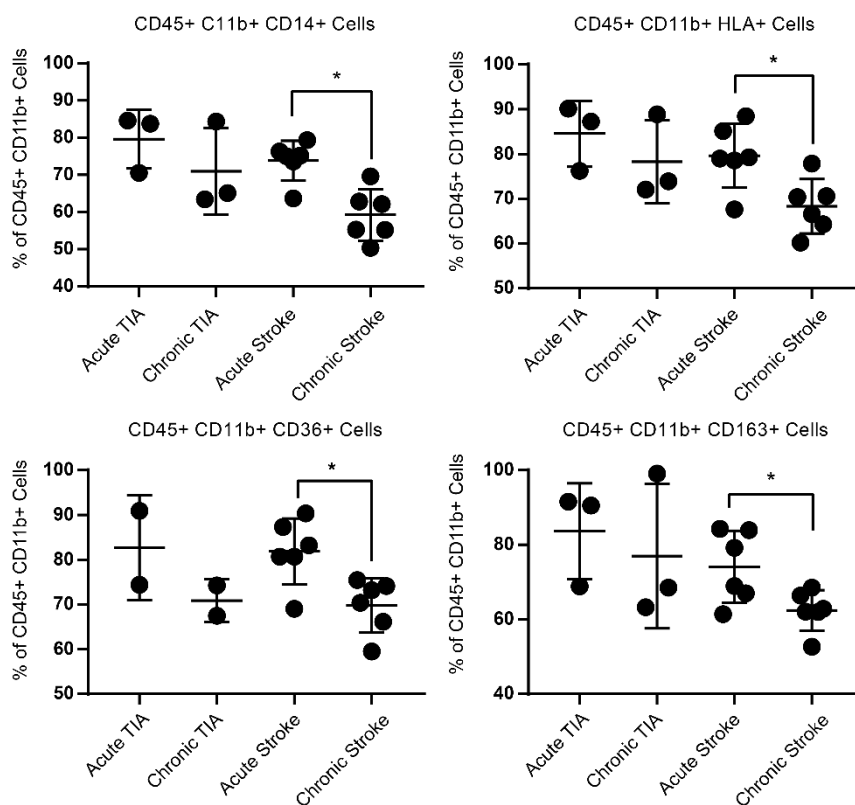 CD45+ C11b+ CD14+ Cells
% of CD45+ CD11b+ Cells
100
90
80
70
60
50
40
*
Acute TIA
Chronic TIA
Acute Stroke
Chronic Stroke
CD45+ CD11b+ HLA+ Cells
% of CD45+ CD11b+ Cells
100
90
80
70
60
50
*
Acute TIA
Chronic TIA
Acute Stroke
Chronic Stroke
CD45+ CD11b+ CD36+ Cells
% of CD45+ CD11b+ Cells
100
90
80
70
60
50
*
Acute TIA
Chronic TIA
Acute Stroke
Chronic Stroke
CD45+ CD11b+ CD163+ Cells
% of CD45+ CD11b+ Cells
100
80
60
40
*
Acute TIA
Chronic TIA
Acute Stroke
Chronic Stroke